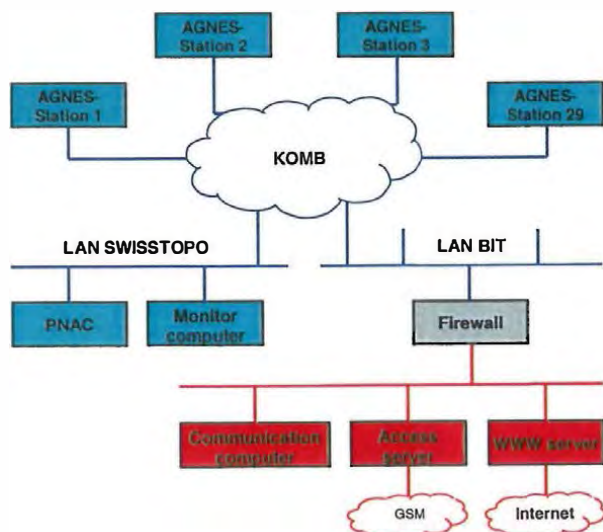 AGNES-
Station 2
AGNES-
Station 3
AGNES-
Station 1
AGNES-
Station 29
KOMB
LAN SWISSTOPO
LAN BIT
PNAC
Monitor
computer
Firewall
Communication
computer
Access
server
WWW server
GSM
Internet